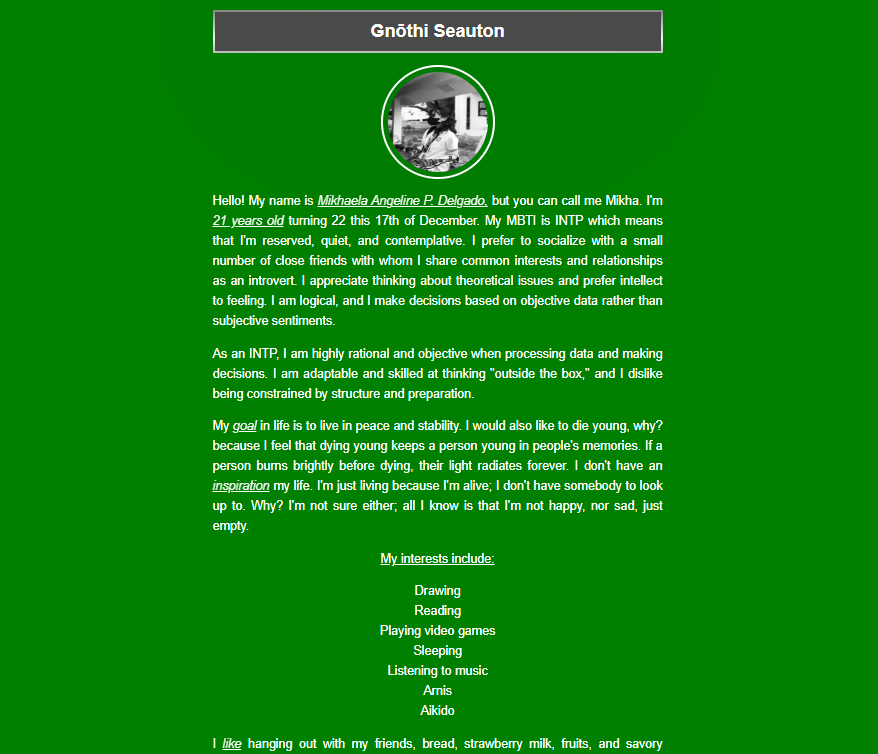 Gnōthi Seauton
Hello! My name is Mikhaela Angeline P. Delgado, but you can call me Mikha. I'm
21 years old turning 22 this 17th of December. My MBTI is INTP which means
that I'm reserved, quiet, and contemplative. I prefer to socialize with a small
number of close friends with whom I share common interests and relationships
as an introvert. I appreciate thinking about theoretical issues and prefer intellect
to feeling. I am logical, and I make decisions based on objective data rather than
subjective sentiments.
As an INTP, I am highly rational and objective when processing data and making
decisions. I am adaptable and skilled at thinking "outside the box," and I dislike
being constrained by structure and preparation.
My goal in life is to live in peace and stability. I would also like to die young, why?
because I feel that dying young keeps a person young in people's memories. If a
person burns brightly before dying, their light radiates forever. I don't have an
inspiration my life. I'm just living because I'm alive; I don't have somebody to look
up to. Why? I'm not sure either; all I know is that I'm not happy, nor sad, just
empty.
My interests include:
Drawing
Reading
Playing video games
Sleeping
Listening to music
Arnis
Aikido
I like hanging out with my friends, bread, strawberry milk, fruits, and savory